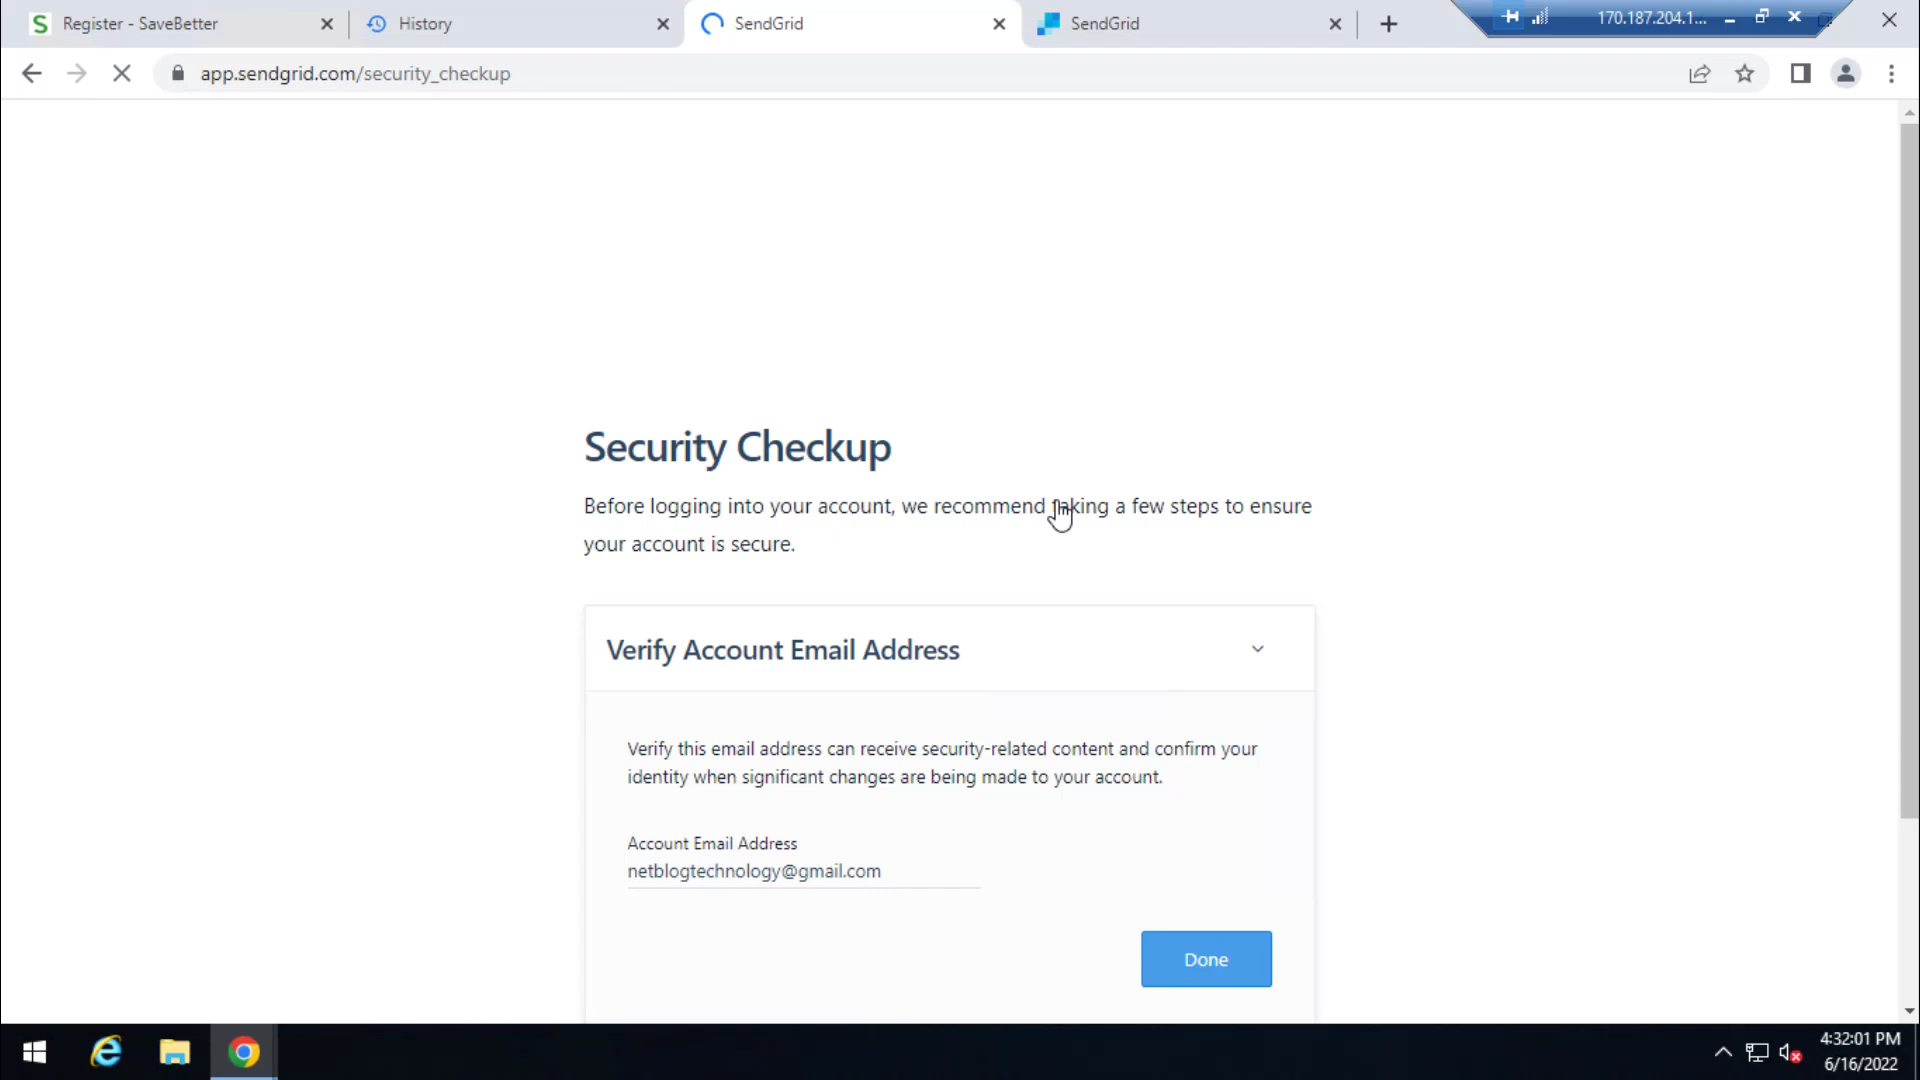 Register - SaveBetter
History
SendGrid
SendGrid
170.187.204.1...
app.sendgrid.com/security_checkup
Security Checkup
Before logging into your account, we recommend taking a few steps to ensure
your account is secure.
Verify Account Email Address
Verify this email address can receive security-related content and confirm your
identity when significant changes are being made to your account.
Account Email Address
netblogtechnology@gmail.com
Done
4:32:01 PM
6/16/2022